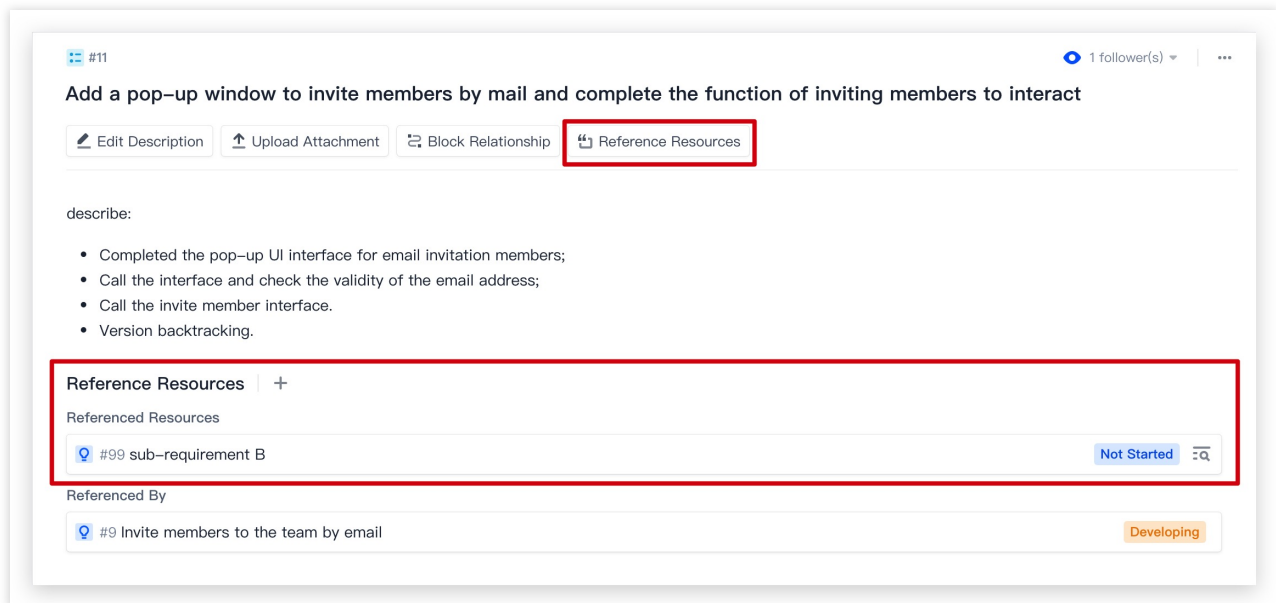 #11
1 follower(s)
Add a pop-up window to invite members by mail and complete the function of inviting members to interact
Edit Description Upload Attachment Block Relationship Reference Resources
describe:
• Completed the pop-up UI interface for email invitation members;
• Call the interface and check the validity of the email address;
• Call the invite member interface.
• Version backtracking.
Reference Resources +
Referenced Resources
#99 sub-requirement B Not Started
Referenced By
#9 Invite members to the team by email Developing